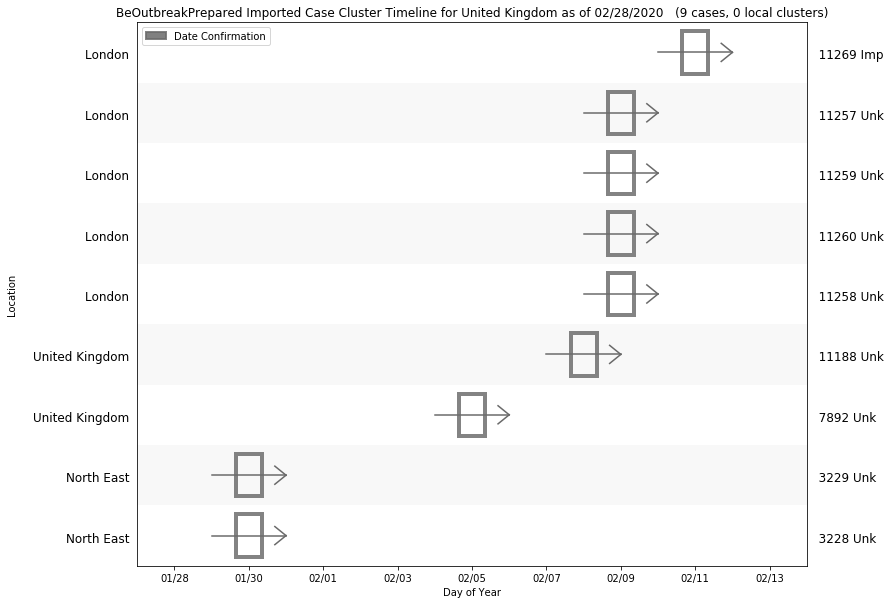 BeOutbreakPrepared Imported Case Cluster Timeline for United Kingdom as of 02/28/2020   (9 cases, 0 local clusters)
Date Confirmation
London 11269 Imp
London 11257 Unk
London 11259 Unk
London 11260 Unk
London 11258 Unk
United Kingdom 11188 Unk
United Kingdom 7892 Unk
North East 3229 Unk
North East 3228 Unk
Location
01/28 01/30 02/01 02/03 02/05 02/07 02/09 02/11 02/13
Day of Year